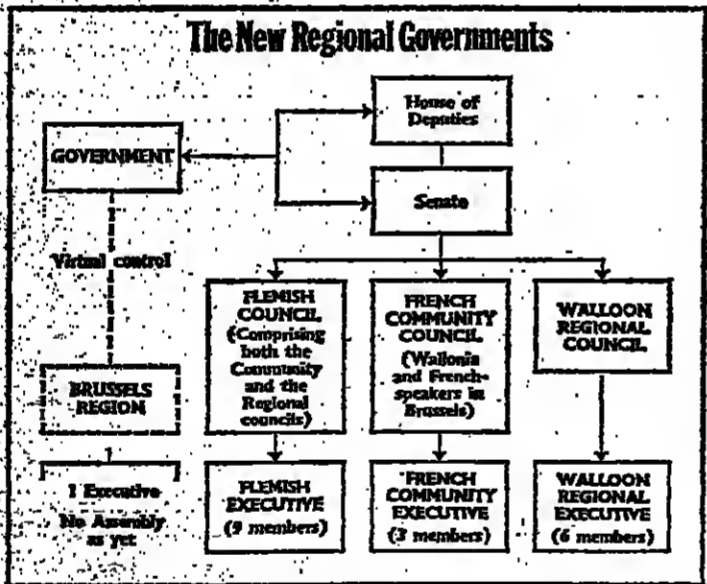 The New Regional Governments
House of
Deputies
GOVERNMENT
Senate
Virtual control
FLEMISH
COUNCIL
(Comprising
both the
Community
and the
Regional
councils)
FRENCH
COMMUNITY
COUNCIL
(Wallonia
and French-
speakers in
Brussels)
WALLOON
REGIONAL
COUNCIL
BRUSSELS
REGION
1 Executive
No Assembly
as yet
FLEMISH
EXECUTIVE
(9 members)
FRENCH
COMMUNITY
EXECUTIVE
(3 members)
WALLOON
REGIONAL
EXECUTIVE
(6 members)